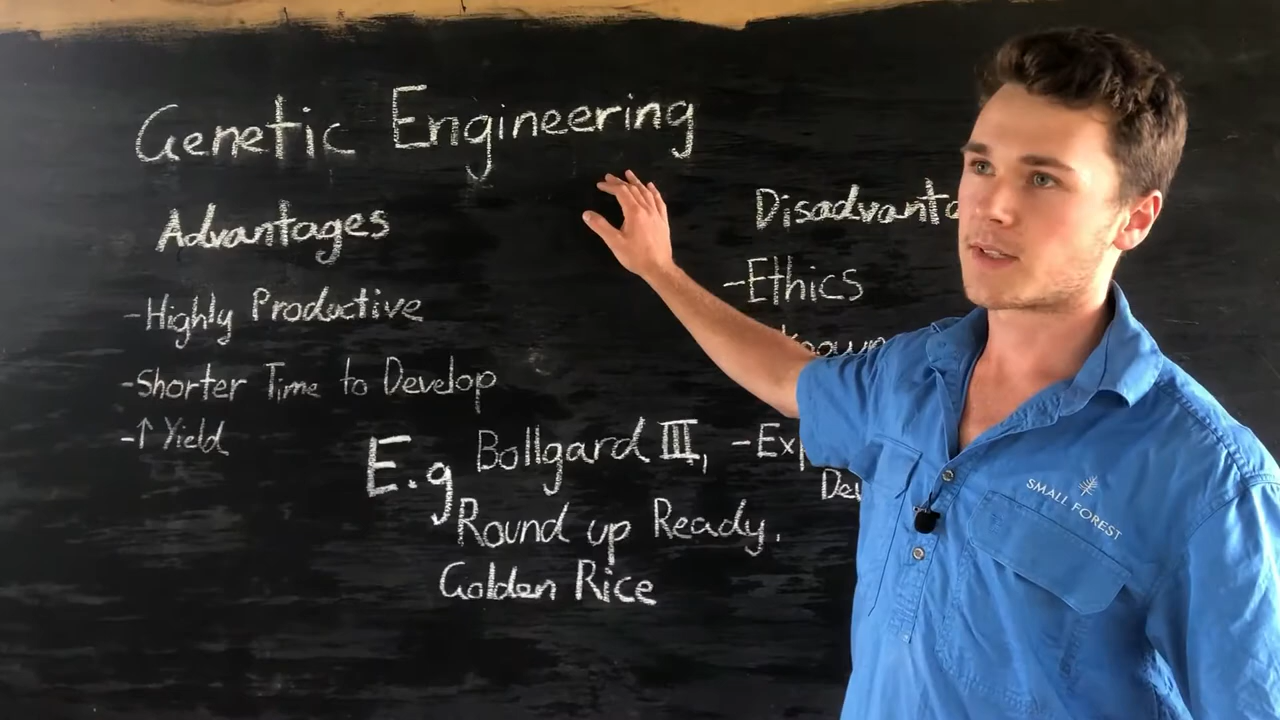 Genetic Engineering
Advantages
-Highly Productive
-Shorter Time to Develop
-↑ Yield
E.g Bollgard III,
Round up Ready.
Golden Rice
-Ethics
SMALL FOREST